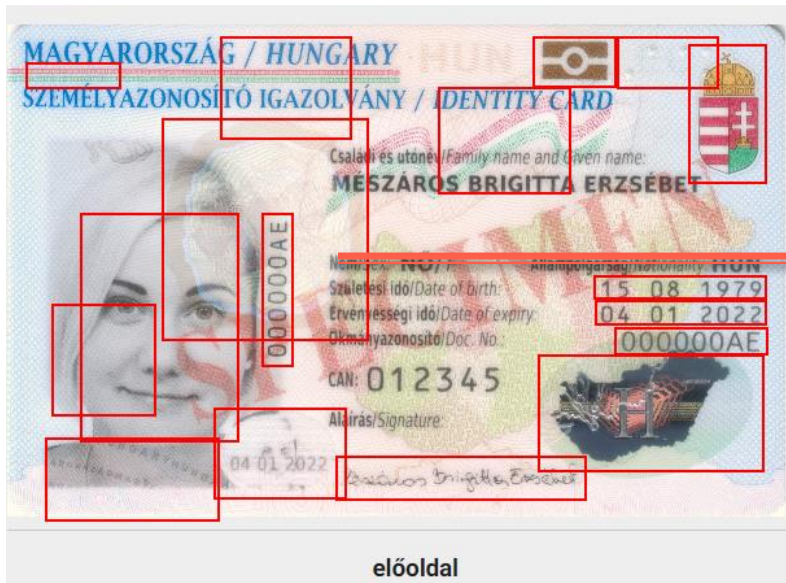 MAGYARORSZÁG / HUNGARY HUN
SZEMÉLYAZONOSÍTÓ IGAZOLVÁNY / IDENTITY CARD
Családi és utónév/Family name and Given name:
MÉSZÁROS BRIGITTA ERZSÉBET
SPECIMEN
Nem/Sex: NŐ/F Állampolgárság/Nationality: HUN
Születési idő/Date of birth: 15 08 1979
Érvényességi idő/Date of expiry: 04 01 2022
Okmányazonosító/Doc. No.: 000000AE
000000AE
CAN: 012345
Aláírás/Signature:
H
04 01 2022
Mészáros Brigitta Erzsébet
előoldal